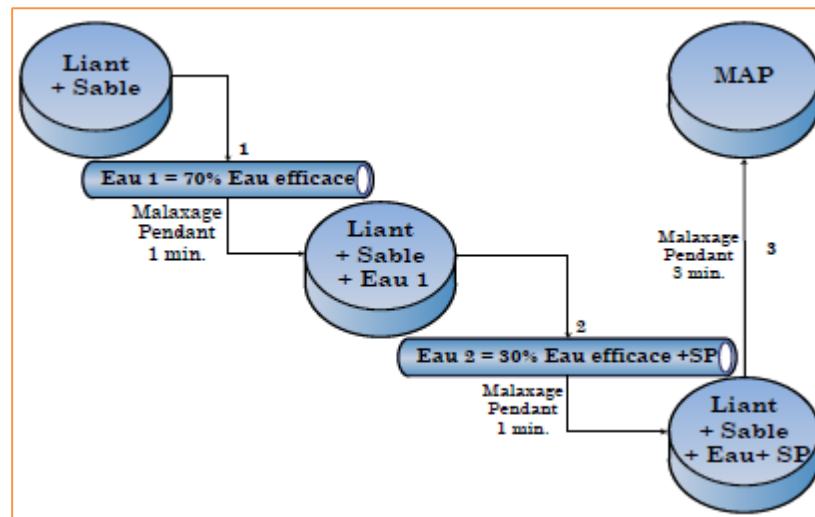 Liant
+ Sable
1
Eau 1 = 70% Eau efficace
Malaxage
Pendant
1 min.
Liant
+ Sable
+ Eau 1
2
Eau 2 = 30% Eau efficace +SP
Malaxage
Pendant
1 min.
Liant
+ Sable
+ Eau+ SP
Malaxage
Pendant
3 min.
3
MAP